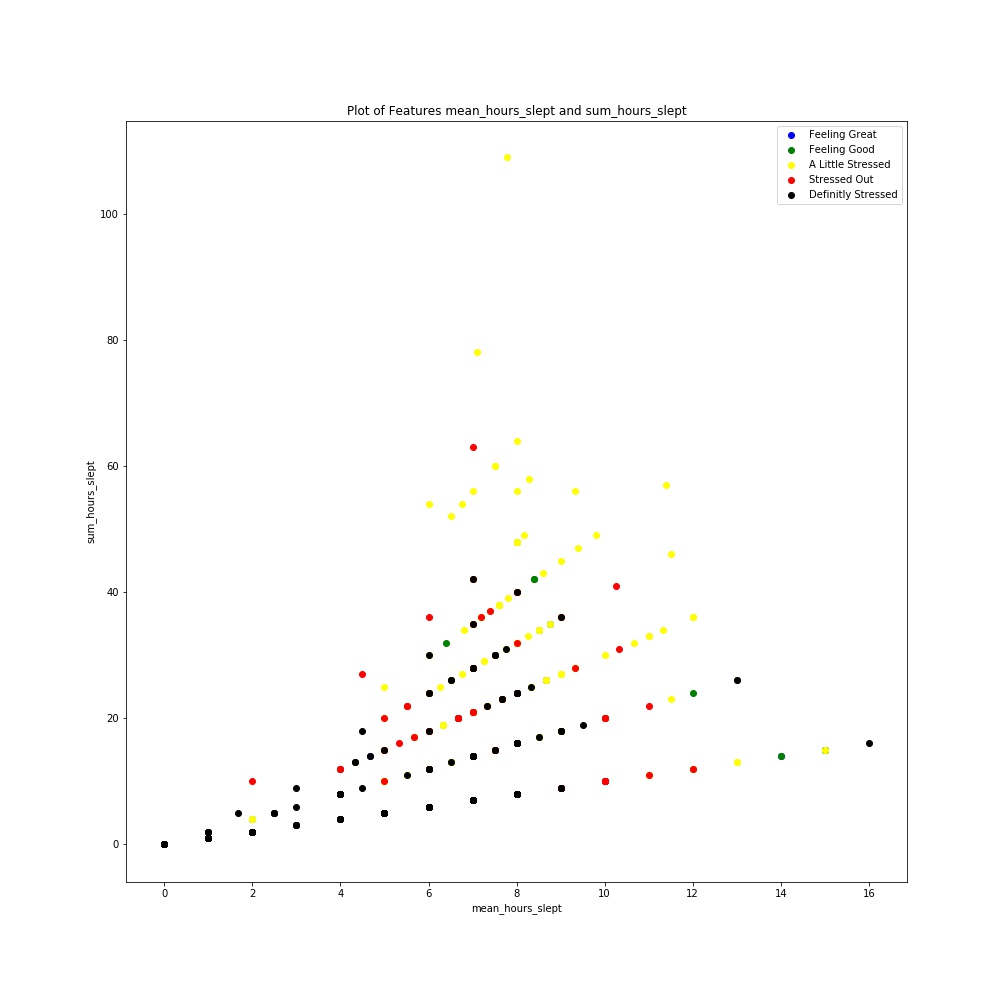 Plot of Features mean_hours_slept and sum_hours_slept
Feeling Great
Feeling Good
A Little Stressed
Stressed Out
Definitly Stressed
100
80
60
40
20
0
sum_hours_slept
0 2 4 6 8 10 12 14 16
mean_hours_slept